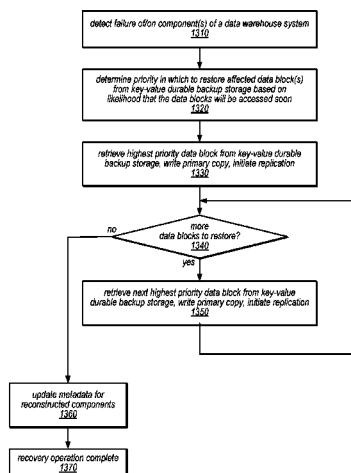 detect failure of/on component(s) of a data warehouse system
1310
determine priority in which to restore affected data block(s)
from key-value durable backup storage based on
likelihood that the data blocks will be accessed soon
1320
retrieve highest priority data block from key-value durable
backup storage, write primary copy, initiate replication
1330
more
data blocks to restore?
1340
no
yes
retrieve next highest priority data block from key-value
durable backup storage, write primary copy, initiate replication
1350
update metadata for
reconstructed components
1360
recovery operation complete
1370